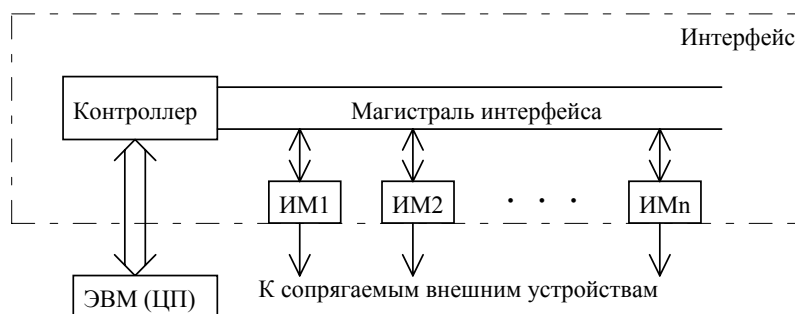 Интерфейс
Контроллер
Магистраль интерфейса
ИМ1
ИМ2
. . .
ИМn
ЭВМ (ЦП)
К сопрягаемым внешним устройствам